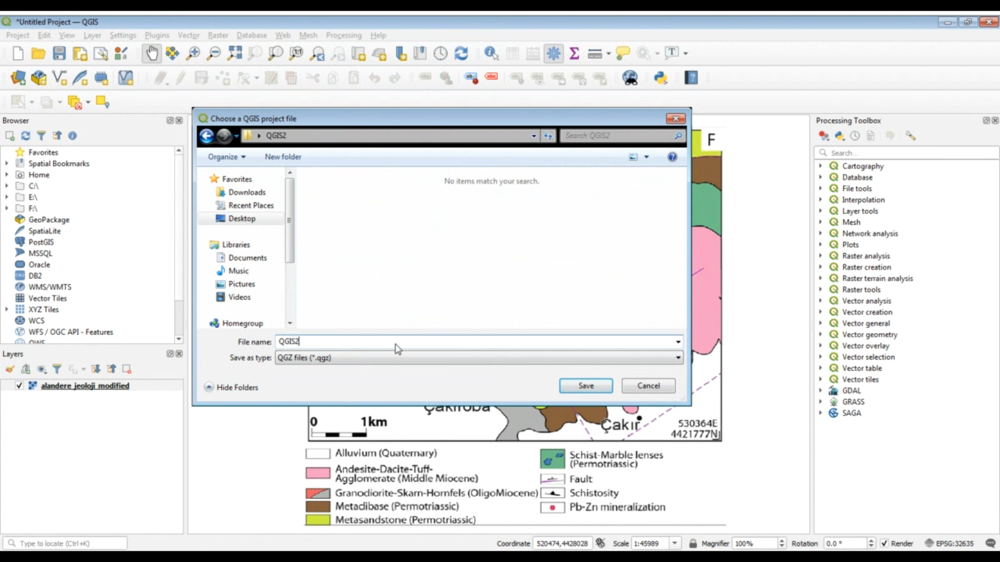 *Untitled Project — QGIS
Project Edit View Layer Settings Plugins Vector Raster Database Web Mesh Processing Help
Browser
Favorites
Spatial Bookmarks
Home
C:\
E:\
F:\
GeoPackage
SpatiaLite
PostGIS
MSSQL
Oracle
DB2
WMS/WMTS
Vector Tiles
XYZ Tiles
WCS
WFS / OGC API - Features
OWS
Layers
alandere jeoloji modified
Choose a QGIS project file
QGIS2
Search QGIS2
Organize New folder
Favorites
Downloads
Recent Places
Desktop
Libraries
Documents
Music
Pictures
Videos
Homegroup
No items match your search.
File name: QGIS2
Save as type: QGZ files (*.qgz)
Hide Folders
Save Cancel
F
Çakıroba
0 1km
Çakır
530364E
4421777N
Alluvium (Quaternary)
Andesite-Dacite-Tuff-
Agglomerate (Middle Miocene)
Granodiorite-Skarn-Hornfels (OligoMiocene)
Metadibase (Permotriassic)
Metasandstone (Permotriassic)
Schist-Marble lenses
(Permotriassic)
Fault
Schistosity
Pb-Zn mineralization
Processing Toolbox
Search...
Cartography
Database
File tools
Interpolation
Layer tools
Mesh
Network analysis
Plots
Raster analysis
Raster creation
Raster terrain analysis
Raster tools
Vector analysis
Vector creation
Vector general
Vector geometry
Vector overlay
Vector selection
Vector table
Vector tiles
GDAL
GRASS
SAGA
Type to locate (Ctrl+K)
Coordinate 520474,4428028 Scale 1:45989 Magnifier 100% Rotation 0.0 ° Render EPSG:32635